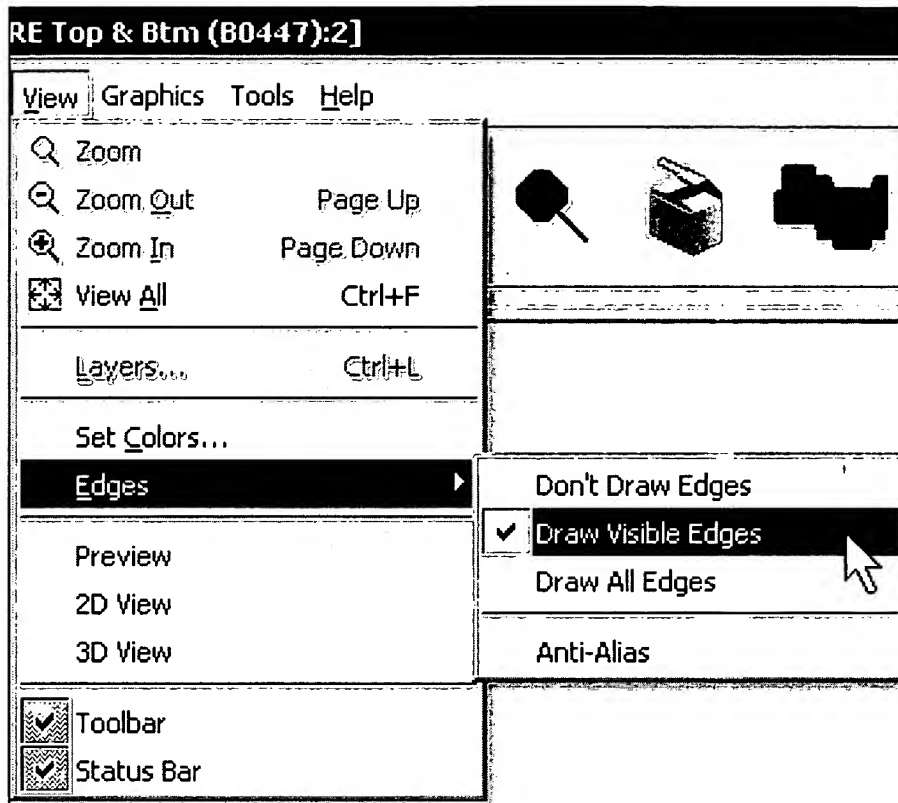 RE Top & Btm (B0447):2]
View Graphics Tools Help
Zoom
Zoom Out Page Up
Zoom In Page Down
View All Ctrl+F
Layers... Ctrl+L
Set Colors...
Edges
Don't Draw Edges
Draw Visible Edges
Draw All Edges
Anti-Alias
Preview
2D View
3D View
Toolbar
Status Bar